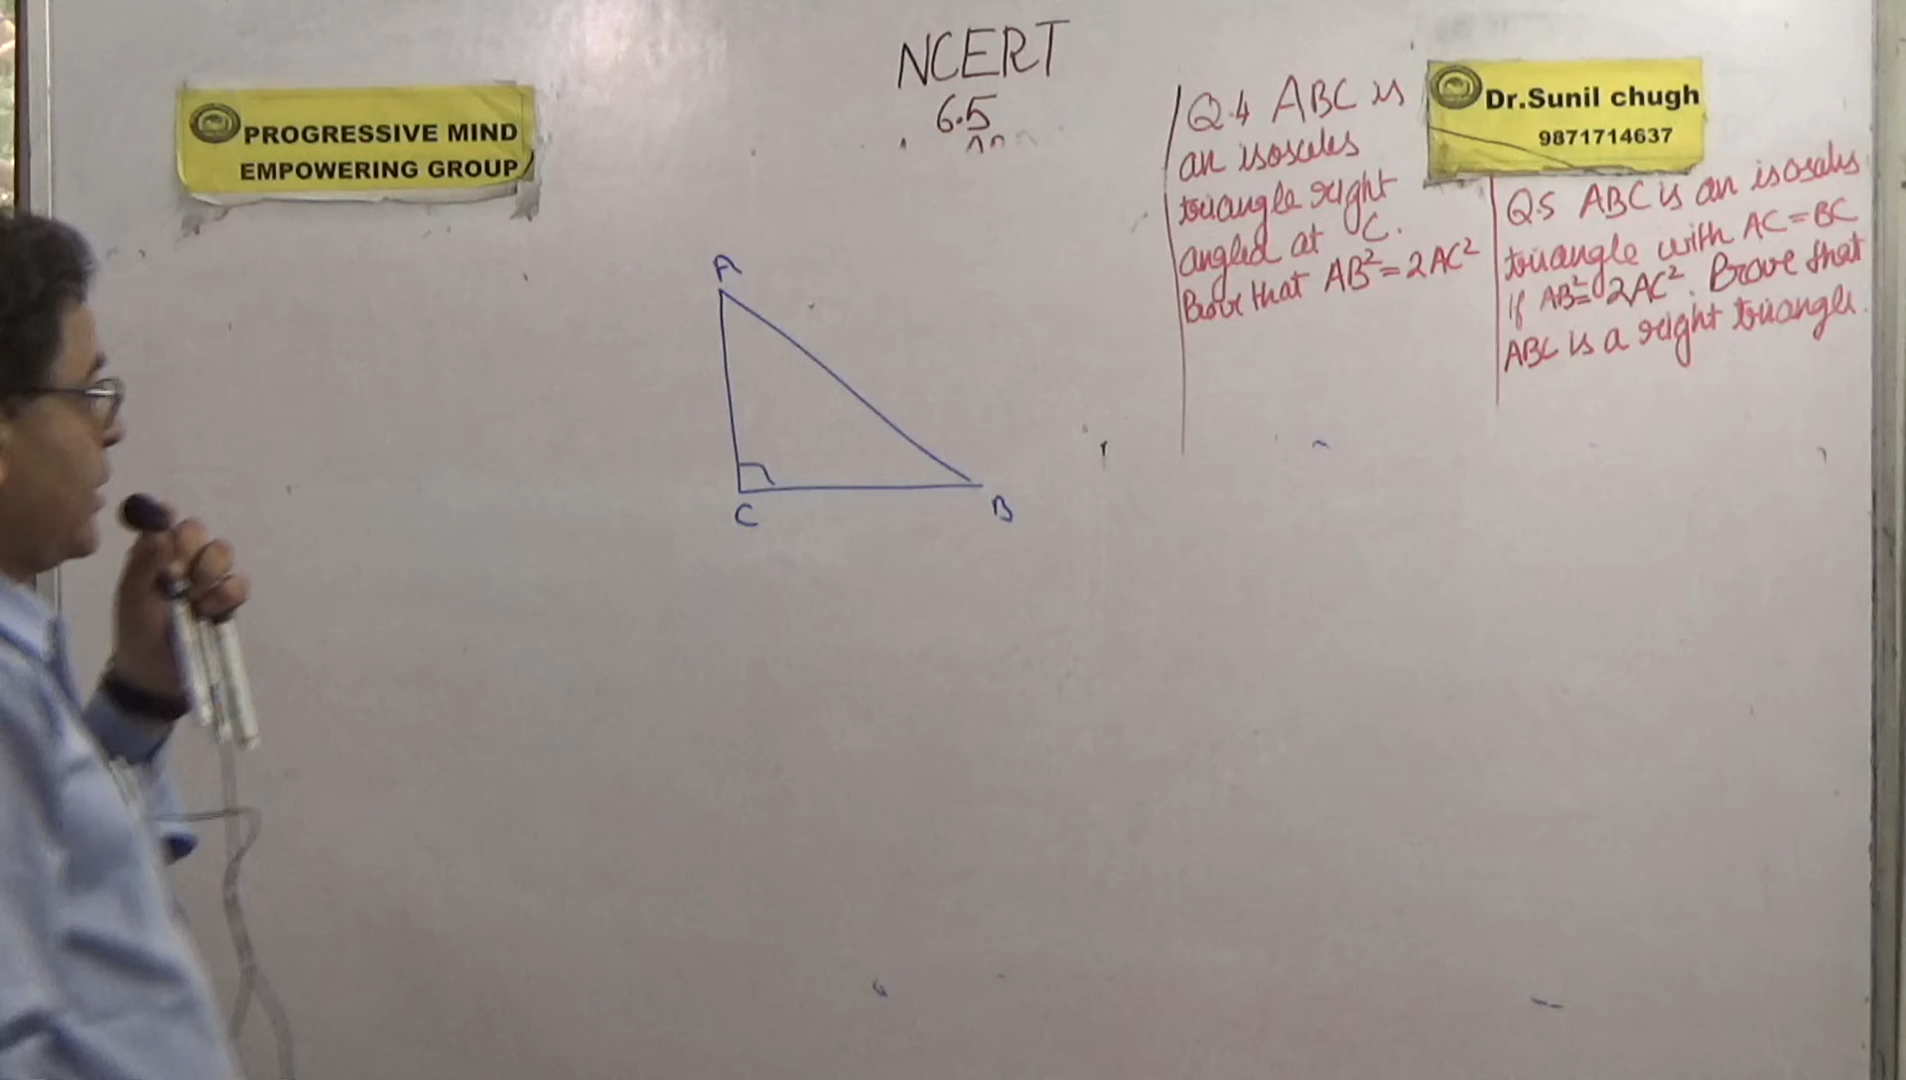 NCERT
6.5
PROGRESSIVE MIND
EMPOWERING GROUP
Dr.Sunil chugh
9871714637
Q.4 ABC is
an isosceles
triangle right
angled at C.
Prove that AB²=2AC²
Q.5 ABC is an isosceles
triangle with AC=BC
if AB²=2AC². Prove that
ABC is a right triangle.
A
C
B